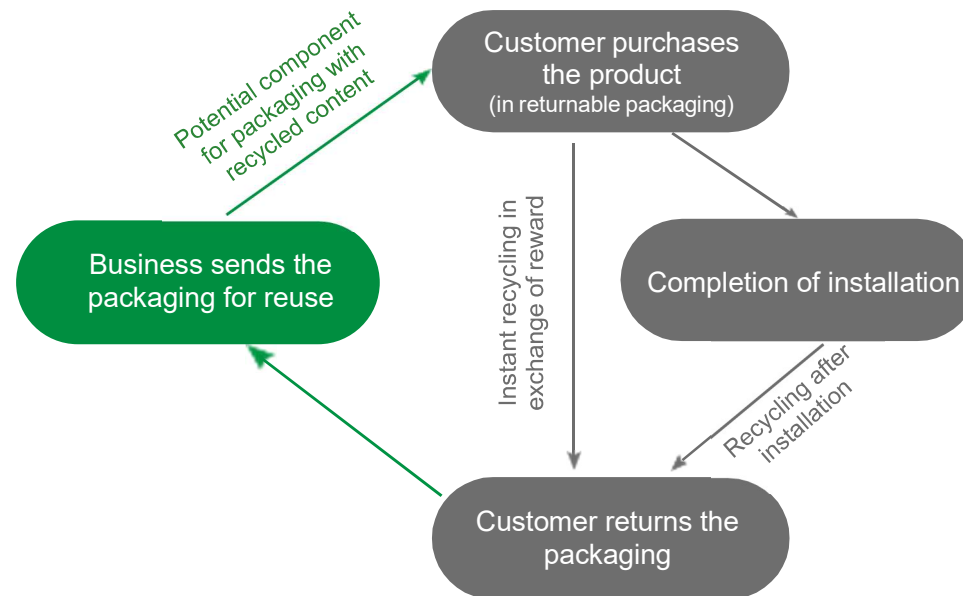 Potential component
for packaging with
recycled content
Customer purchases
the product
(in returnable packaging)
Business sends the
packaging for reuse
Instant recycling in
exchange of reward
Completion of installation
Recycling after
installation
Customer returns the
packaging